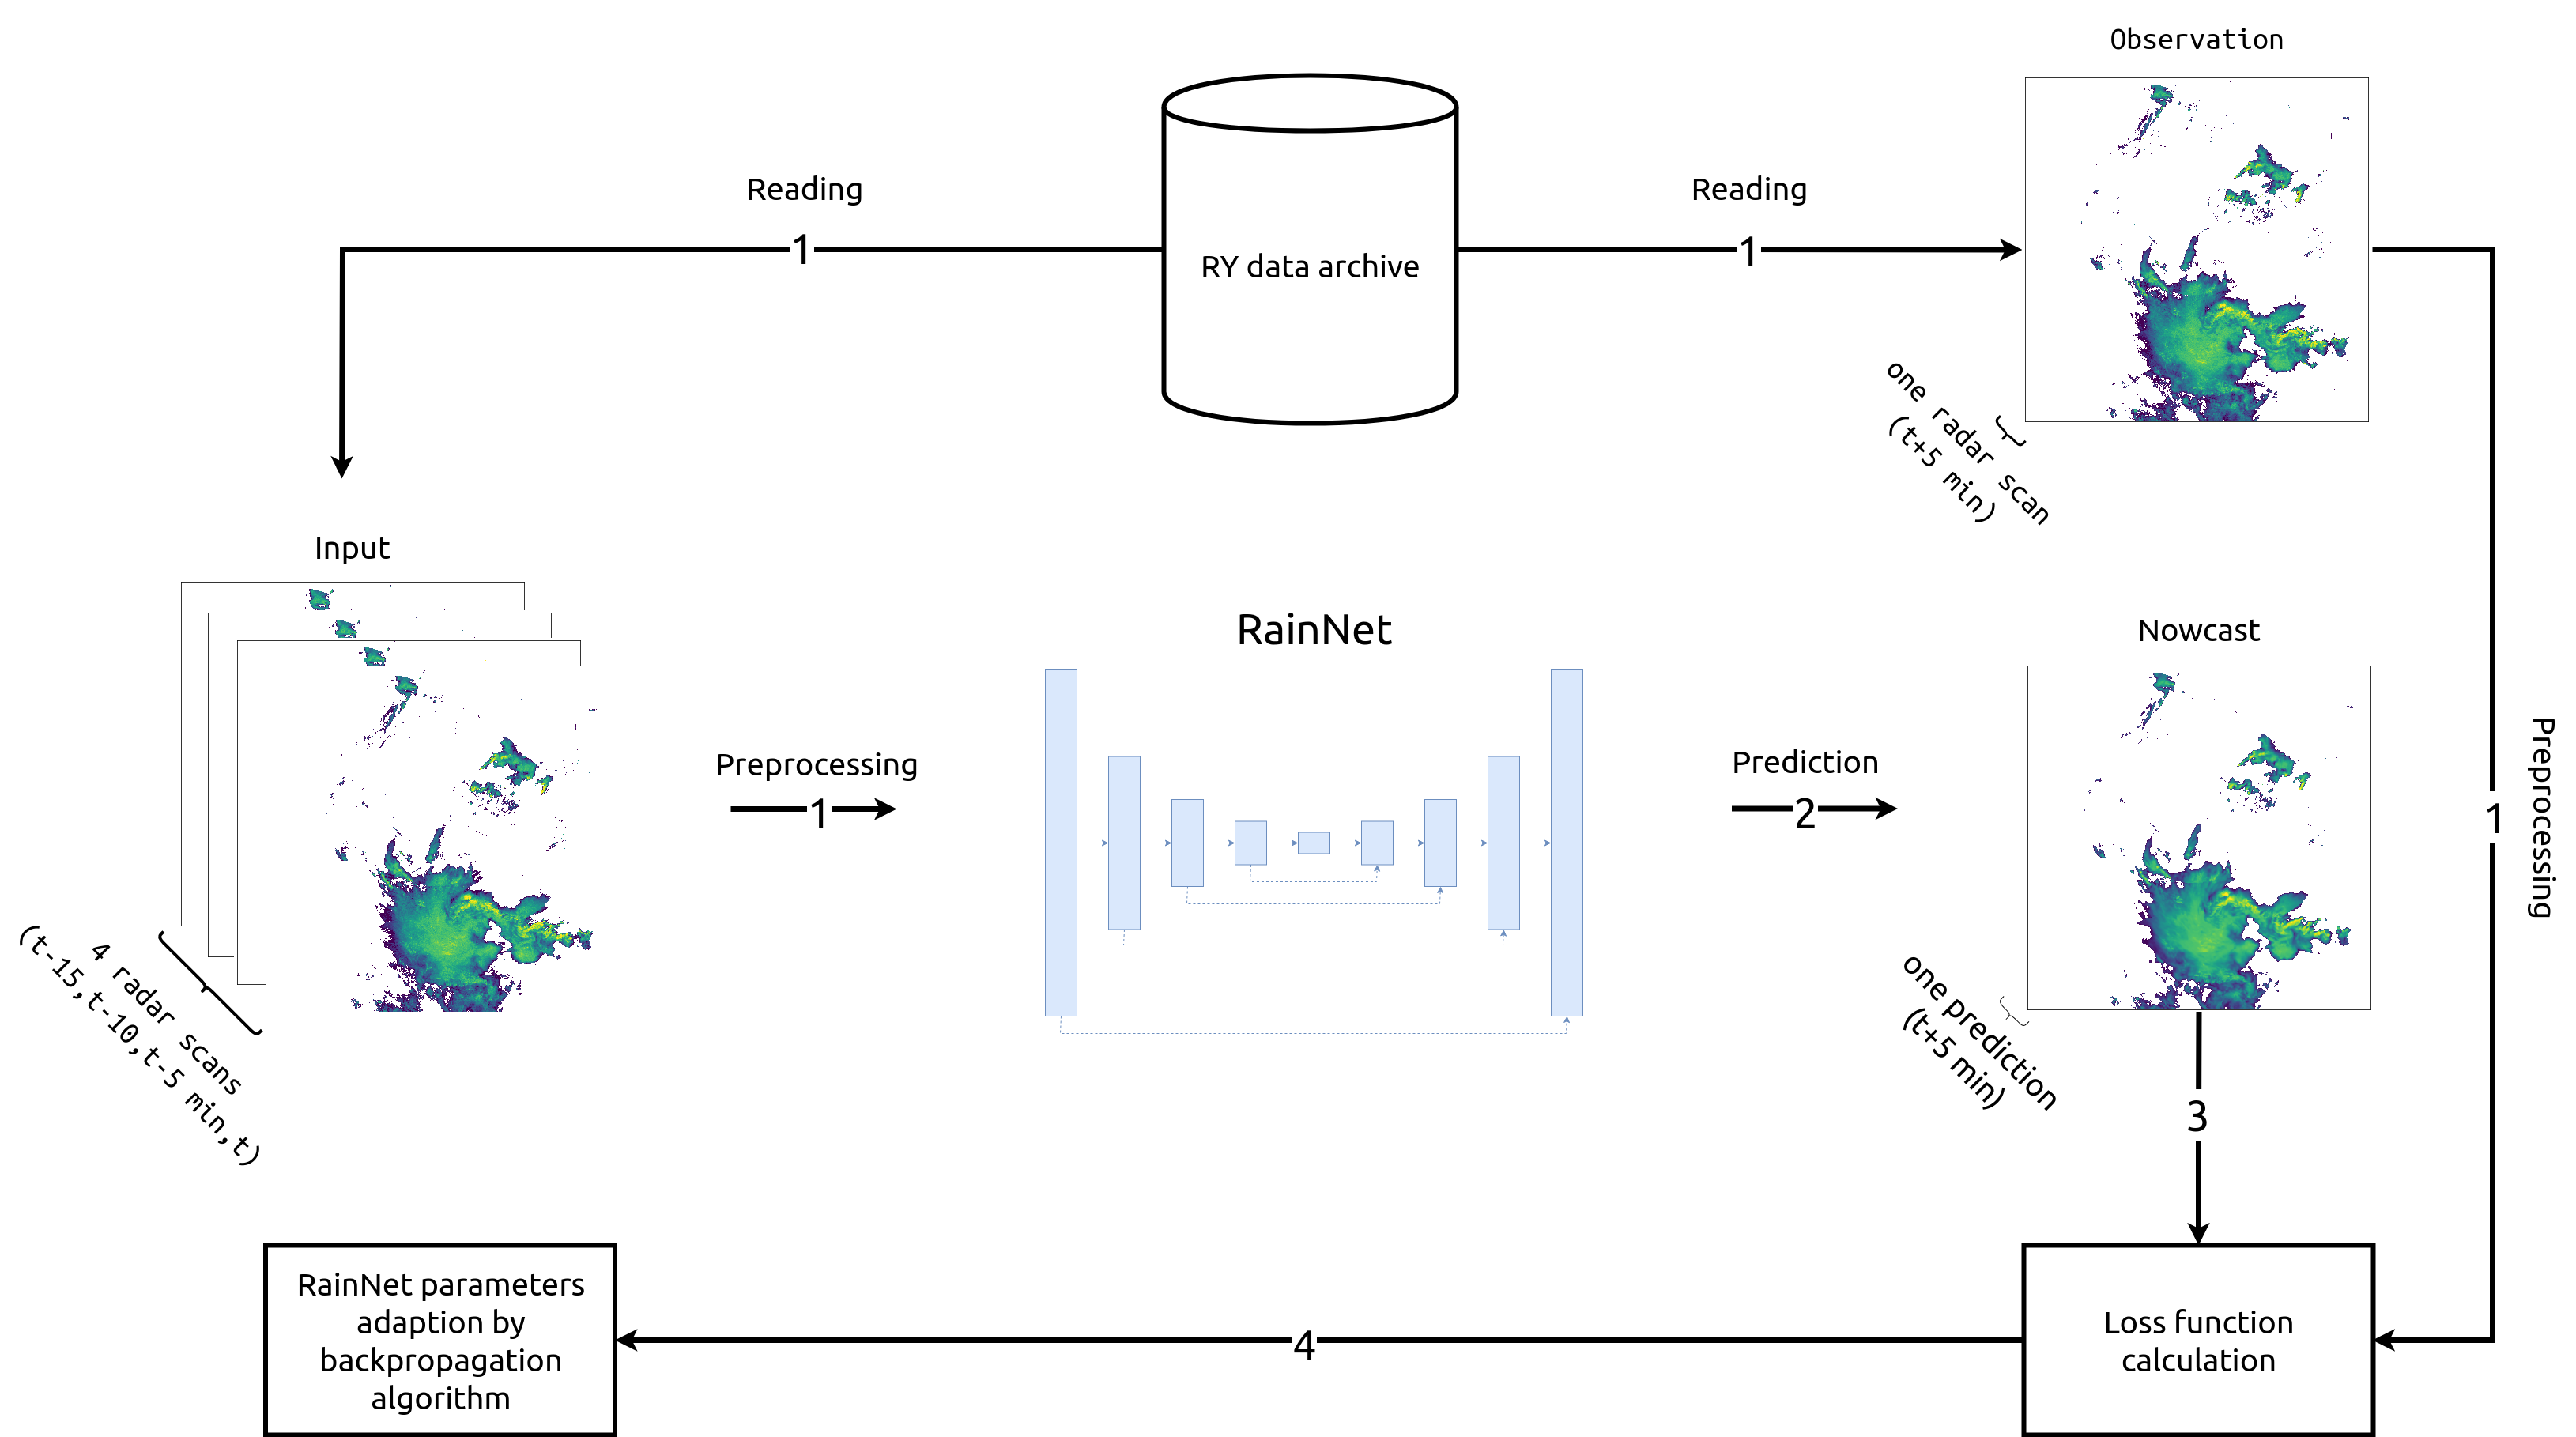 Observation
Reading
1
RY data archive
Reading
1
one radar scan
(t+5 min)
Input
RainNet
Nowcast
Preprocessing
1
Prediction
2
Preprocessing
1
4 radar scans
(t-15,t-10,t-5 min,t)
one prediction
(t+5 min)
3
RainNet parameters
adaption by
backpropagation
algorithm
4
Loss function
calculation